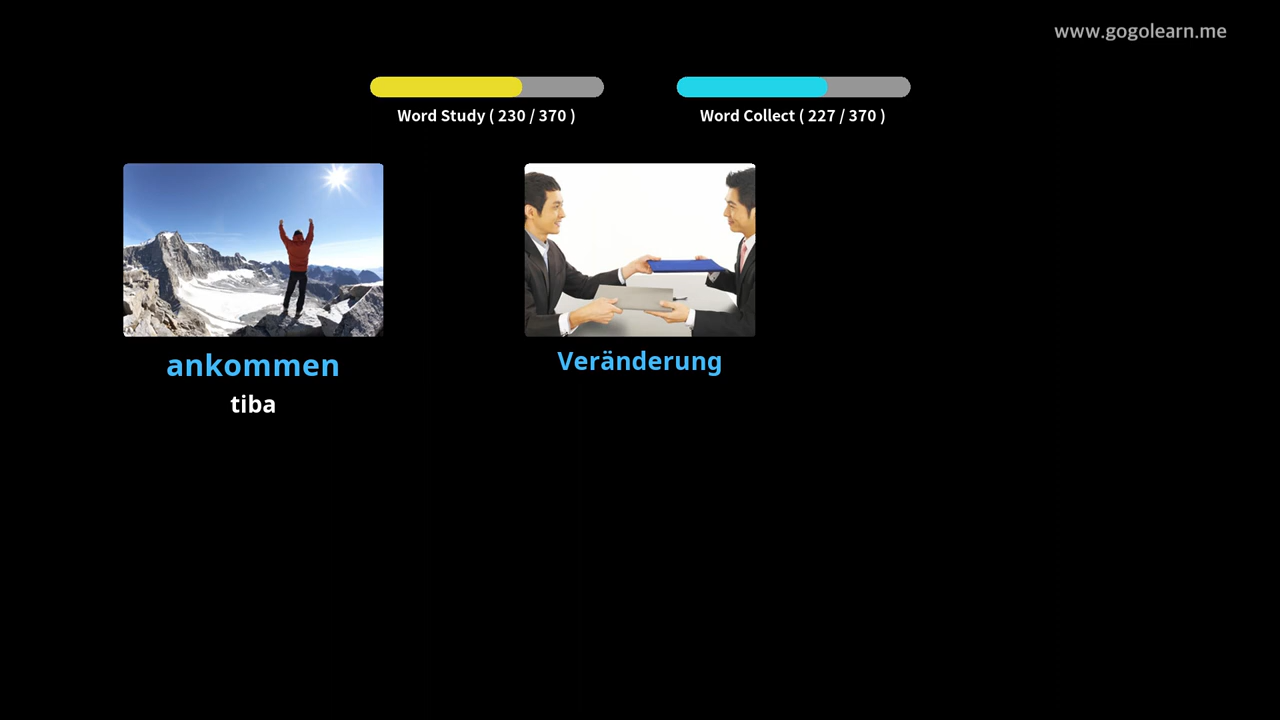 www.gogolearn.me
Word Study ( 230 / 370 )
Word Collect ( 227 / 370 )
ankommen
tiba
Veränderung